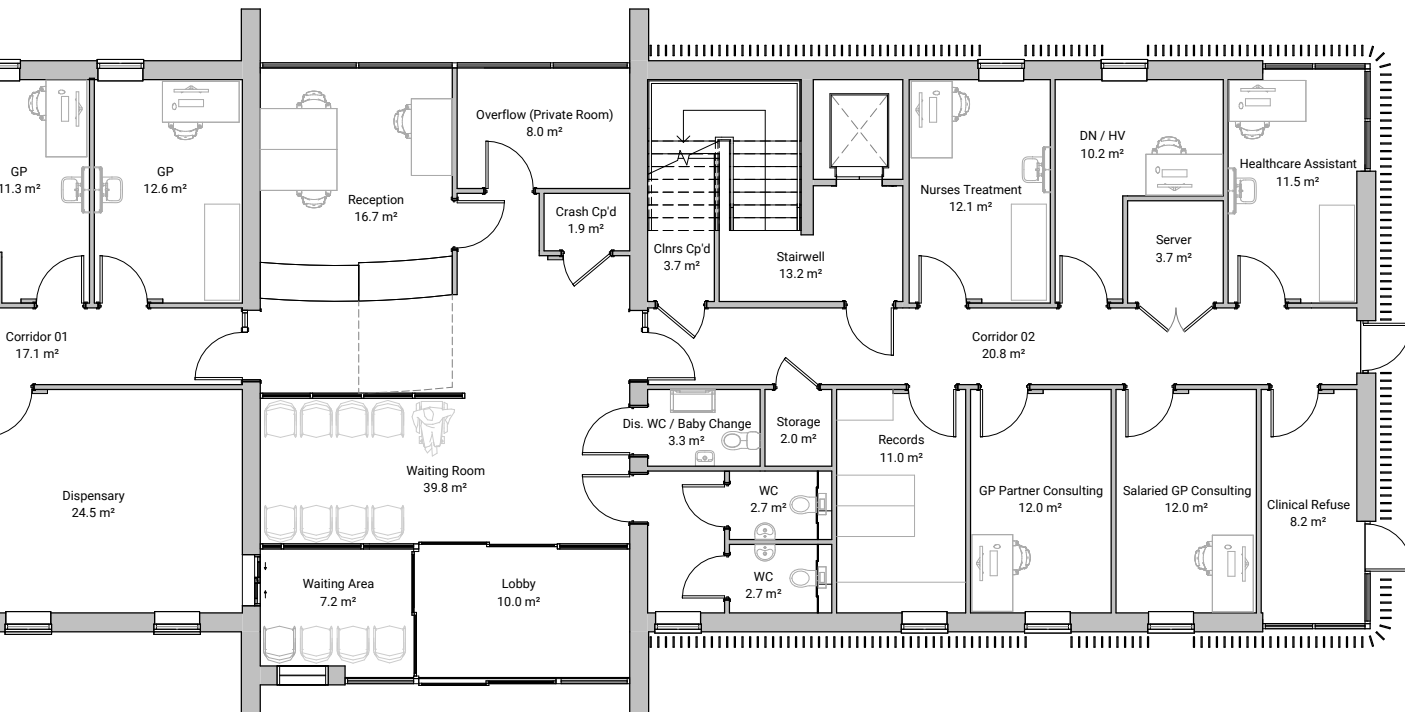 GP
11.3 m²
GP
12.6 m²
Reception
16.7 m²
Overflow (Private Room)
8.0 m²
Crash Cp'd
1.9 m²
Clnrs Cp'd
3.7 m²
Stairwell
13.2 m²
Nurses Treatment
12.1 m²
DN / HV
10.2 m²
Server
3.7 m²
Healthcare Assistant
11.5 m²
Corridor 01
17.1 m²
Corridor 02
20.8 m²
Dispensary
24.5 m²
Waiting Room
39.8 m²
Dis. WC / Baby Change
3.3 m²
Storage
2.0 m²
Records
11.0 m²
WC
2.7 m²
WC
2.7 m²
GP Partner Consulting
12.0 m²
Salaried GP Consulting
12.0 m²
Clinical Refuse
8.2 m²
Waiting Area
7.2 m²
Lobby
10.0 m²